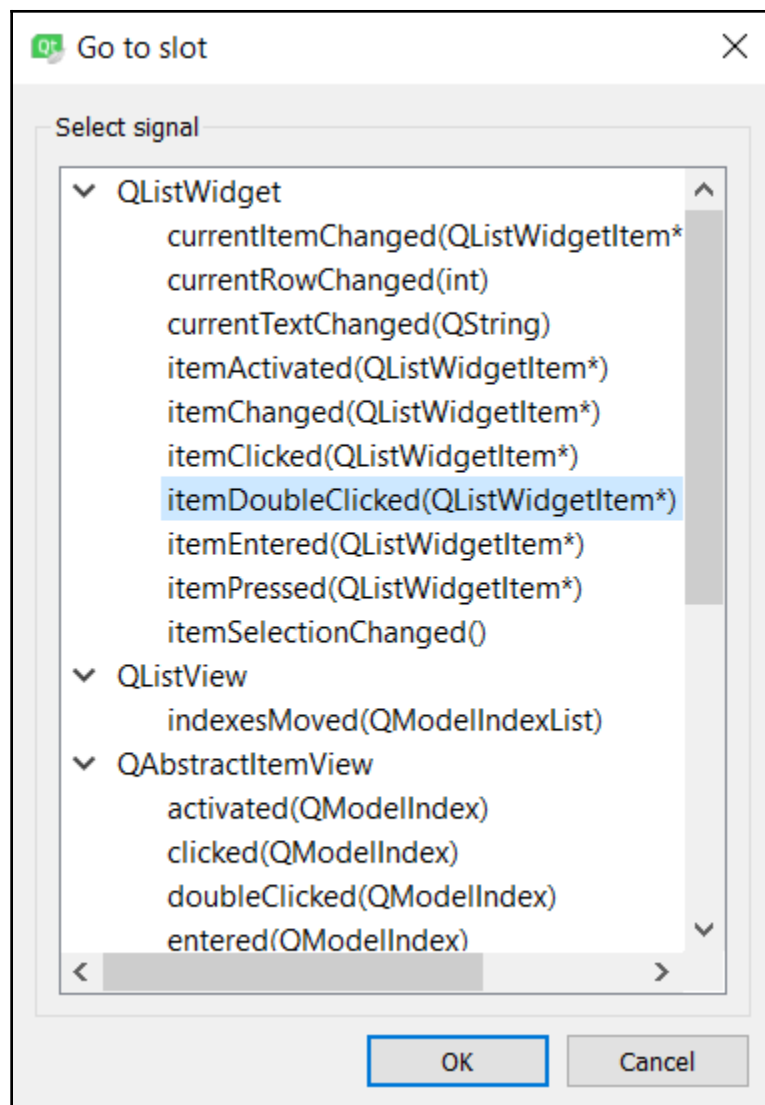 Qt Go to slot
Select signal
QListWidget
currentItemChanged(QListWidgetItem*
currentRowChanged(int)
currentTextChanged(QString)
itemActivated(QListWidgetItem*)
itemChanged(QListWidgetItem*)
itemClicked(QListWidgetItem*)
itemDoubleClicked(QListWidgetItem*)
itemEntered(QListWidgetItem*)
itemPressed(QListWidgetItem*)
itemSelectionChanged()
QListView
indexesMoved(QModelIndexList)
QAbstractItemView
activated(QModelIndex)
clicked(QModelIndex)
doubleClicked(QModelIndex)
entered(QModelIndex)
OK Cancel